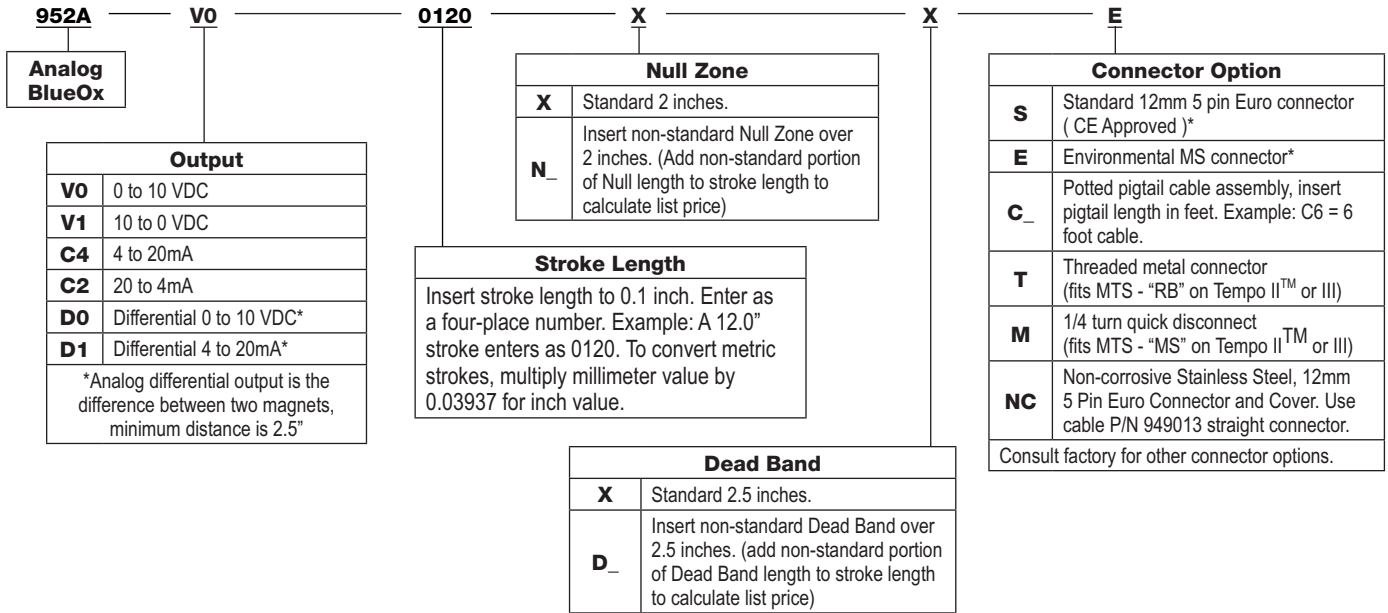 952A V0 0120 X X E
Analog
BlueOx
Output
V0 0 to 10 VDC
V1 10 to 0 VDC
C4 4 to 20mA
C2 20 to 4mA
D0 Differential 0 to 10 VDC*
D1 Differential 4 to 20mA*
*Analog differential output is the
difference between two magnets,
minimum distance is 2.5”
Null Zone
X Standard 2 inches.
N_ Insert non-standard Null Zone over
2 inches. (Add non-standard portion
of Null length to stroke length to
calculate list price)
Stroke Length
Insert stroke length to 0.1 inch. Enter as
a four-place number. Example: A 12.0”
stroke enters as 0120. To convert metric
strokes, multiply millimeter value by
0.03937 for inch value.
Dead Band
X Standard 2.5 inches.
D_ Insert non-standard Dead Band over
2.5 inches. (add non-standard portion
of Dead Band length to stroke length
to calculate list price)
Connector Option
S Standard 12mm 5 pin Euro connector
( CE Approved )*
E Environmental MS connector*
C_ Potted pigtail cable assembly, insert
pigtail length in feet. Example: C6 = 6
foot cable.
T Threaded metal connector
(fits MTS - “RB” on Tempo II™ or III)
M 1/4 turn quick disconnect
(fits MTS - “MS” on Tempo II™ or III)
NC Non-corrosive Stainless Steel, 12mm
5 Pin Euro Connector and Cover. Use
cable P/N 949013 straight connector.
Consult factory for other connector options.